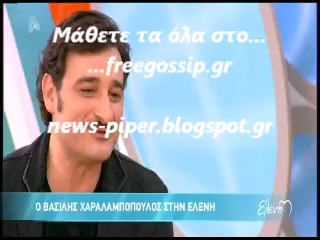 Μάθετε τα όλα στο...
...freegossip.gr
news-piper.blogspot.gr
Ο ΒΑΣΙΛΗΣ ΧΑΡΑΛΑΜΠΟΠΟΥΛΟΣ ΣΤΗΝ ΕΛΕΝΗ
Ελένη